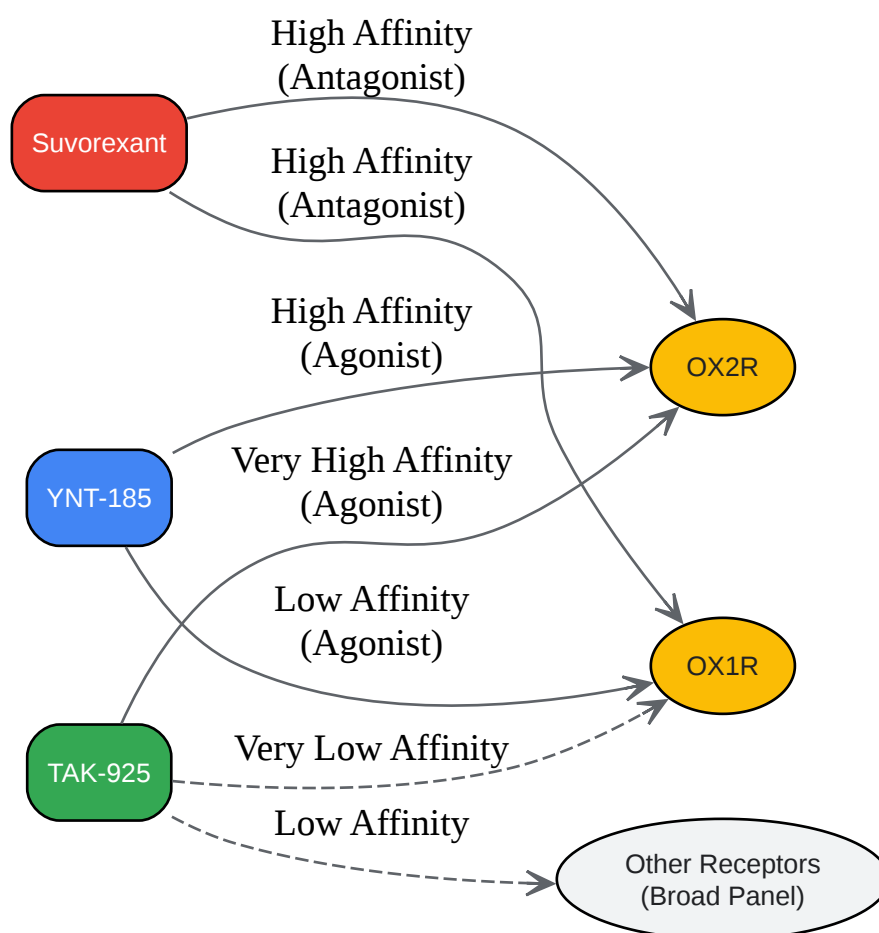 High Affinity
(Antagonist)
Suvorexant
High Affinity
(Antagonist)
High Affinity
(Agonist)
OX2R
Very High Affinity
(Agonist)
YNT-185
Low Affinity
(Agonist)
OX1R
Very Low Affinity
TAK-925
Low Affinity
Other Receptors
(Broad Panel)